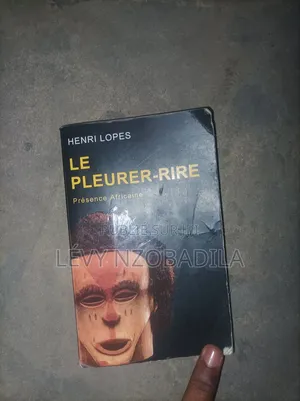 HENRI LOPES
LE
PLEURER-RIRE
Présence Africaine
LÉVY NZOBADILA